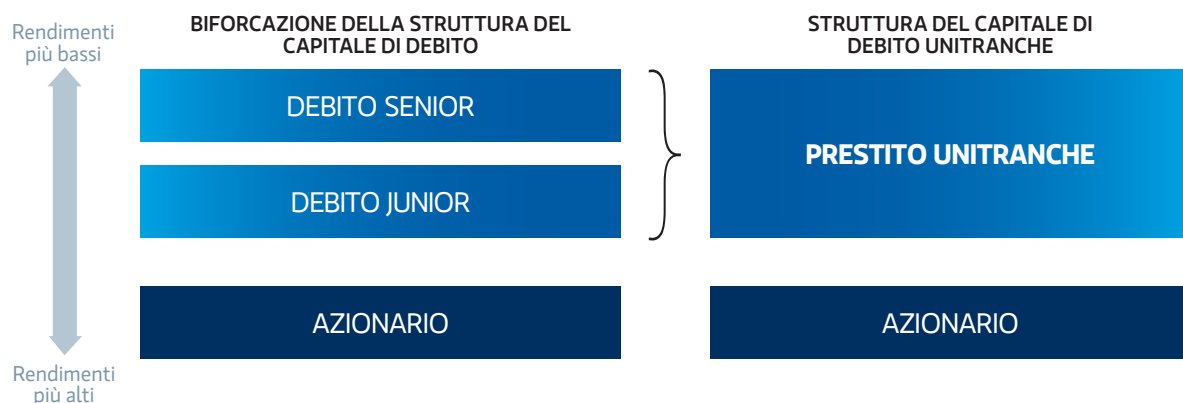 Rendimenti
più bassi
BIFORCAZIONE DELLA STRUTTURA DEL
CAPITALE DI DEBITO
STRUTTURA DEL CAPITALE DI
DEBITO UNITRANCHE
DEBITO SENIOR
DEBITO JUNIOR
PRESTITO UNITRANCHE
AZIONARIO
AZIONARIO
Rendimenti
più alti